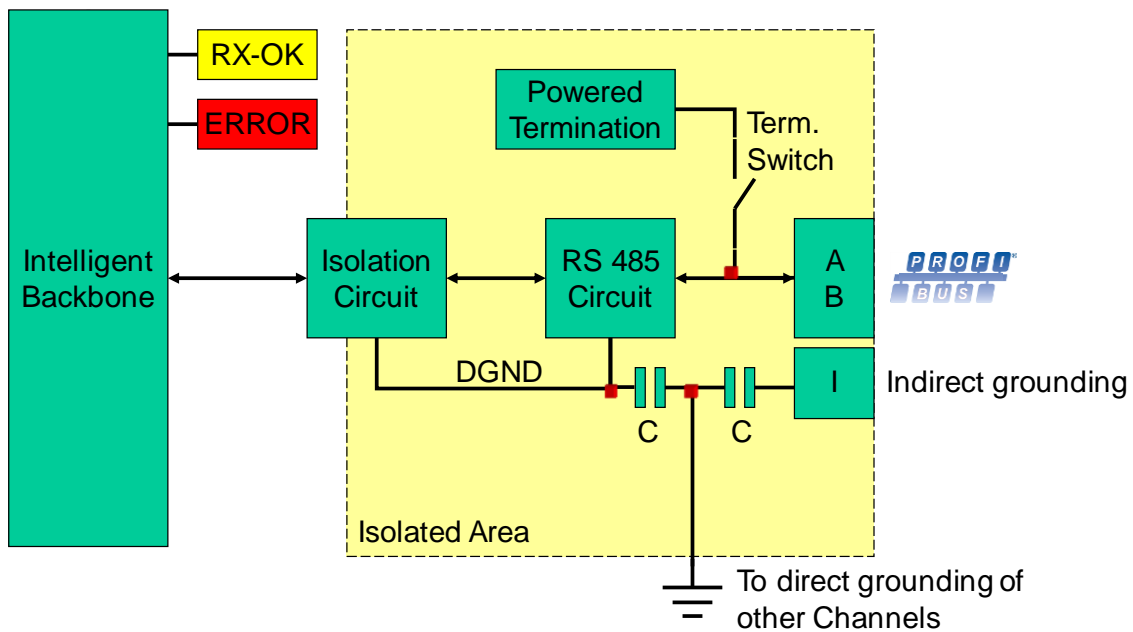 RX-OK
ERROR
Powered
Termination
Term.
Switch
Intelligent
Backbone
Isolation
Circuit
RS 485
Circuit
A
B
PROFI®
BUS
DGND
I
Indirect grounding
C
C
Isolated Area
To direct grounding of
other Channels